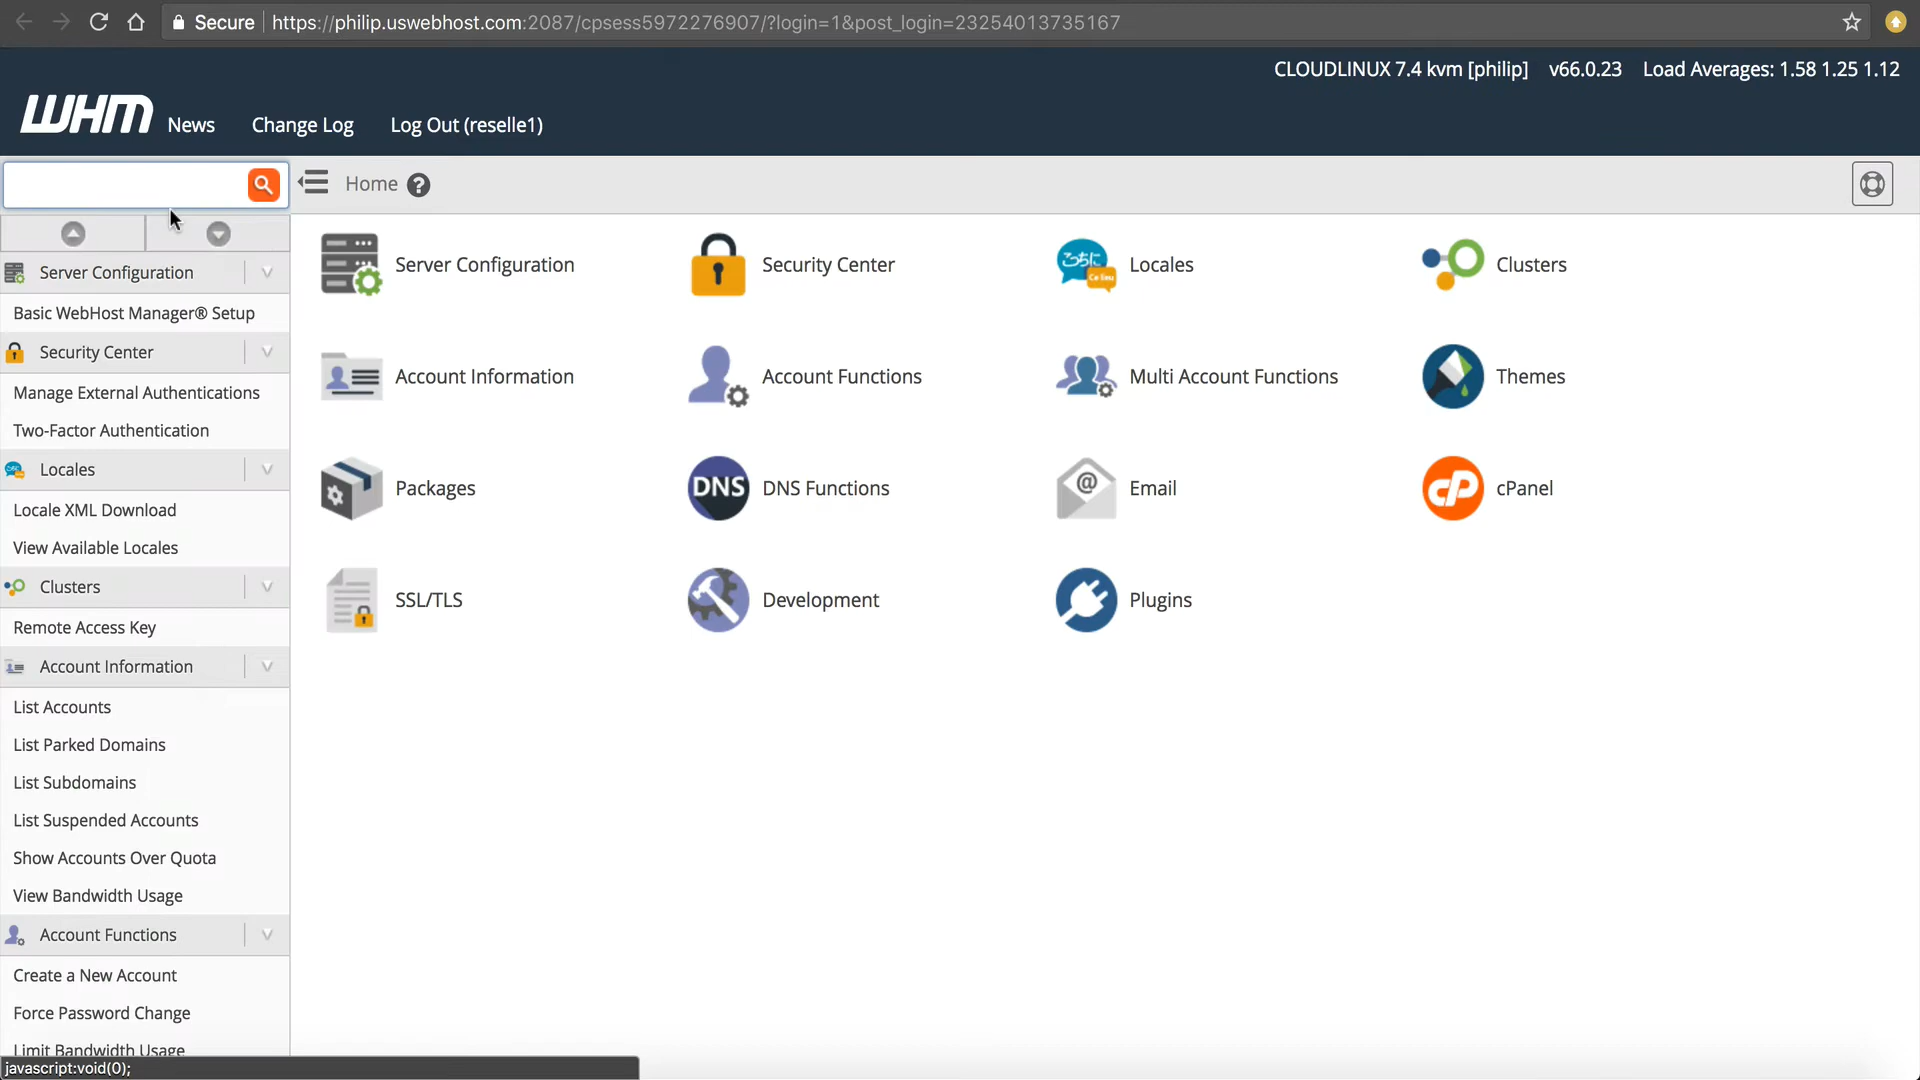 Secure https://philip.uswebhost.com:2087/cpsess5972276907/?login=1&post_login=23254013735167
CLOUDLINUX 7.4 kvm [philip] v66.0.23 Load Averages: 1.58 1.25 1.12
WHM News Change Log Log Out (reselle1)
Home ?
Server Configuration
Basic WebHost Manager® Setup
Security Center
Manage External Authentications
Two-Factor Authentication
Locales
Locale XML Download
View Available Locales
Clusters
Remote Access Key
Account Information
List Accounts
List Parked Domains
List Subdomains
List Suspended Accounts
Show Accounts Over Quota
View Bandwidth Usage
Account Functions
Create a New Account
Force Password Change
Limit Bandwidth Usage
javascript:void(0);
Server Configuration
Security Center
Locales
Clusters
Account Information
Account Functions
Multi Account Functions
Themes
Packages
DNS DNS Functions
@ Email
cP cPanel
SSL/TLS
Development
Plugins